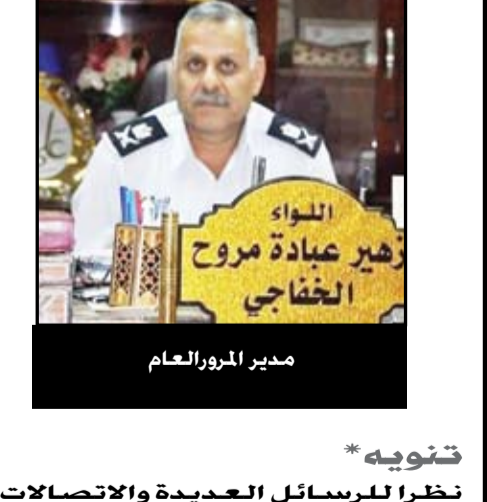 اللواء
زهير عبادة مروح
الخفاجي
مدير المرورالعام
تنويه*
نظرا للرسائل العديدة والاتصالات